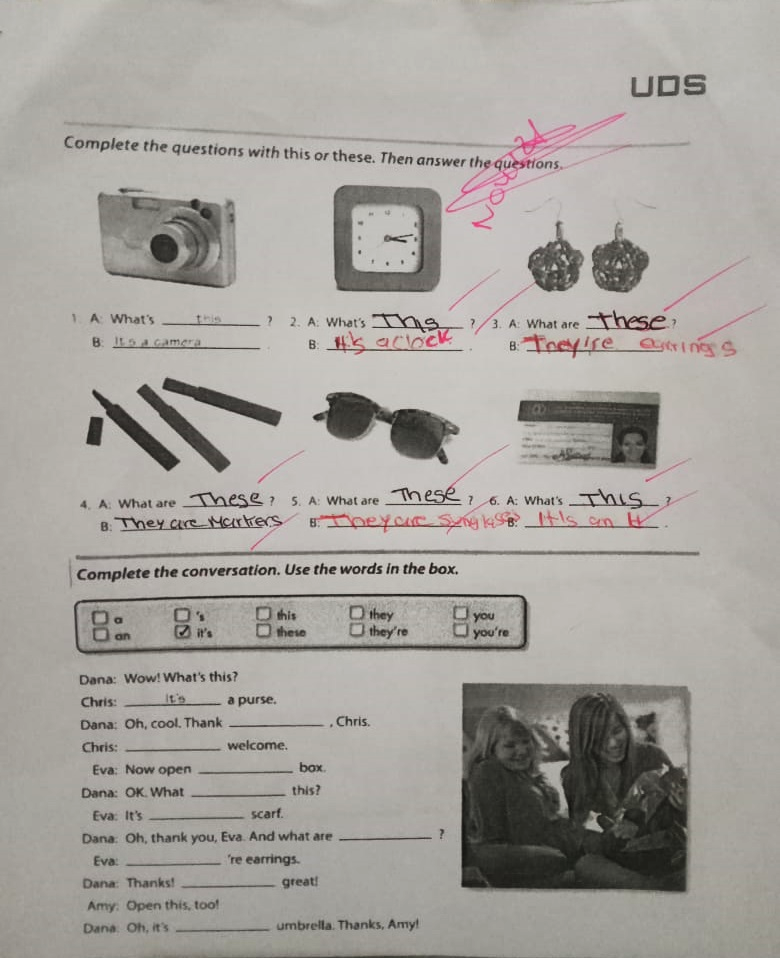 UDS
Complete the questions with this or these. Then answer the questions.
1. A: What's this ? 2. A: What's This ? 3. A: What are these ?
B: It's a camera . B: It's a clock . B: They're earrings
4. A: What are These ? 5. A: What are These ? 6. A: What's This ?
B: They are Markers B: They are sunglasses B: It's an .
Complete the conversation. Use the words in the box.
a 's this they you
an it's these they're you're
Dana: Wow! What's this?
Chris: It's a purse.
Dana: Oh, cool. Thank , Chris.
Chris: welcome.
Eva: Now open box.
Dana: OK. What this?
Eva: It's scarf.
Dana: Oh, thank you, Eva. And what are ?
Eva: 're earrings.
Dana: Thanks! great!
Amy: Open this, too!
Dana: Oh, it's umbrella. Thanks, Amy!